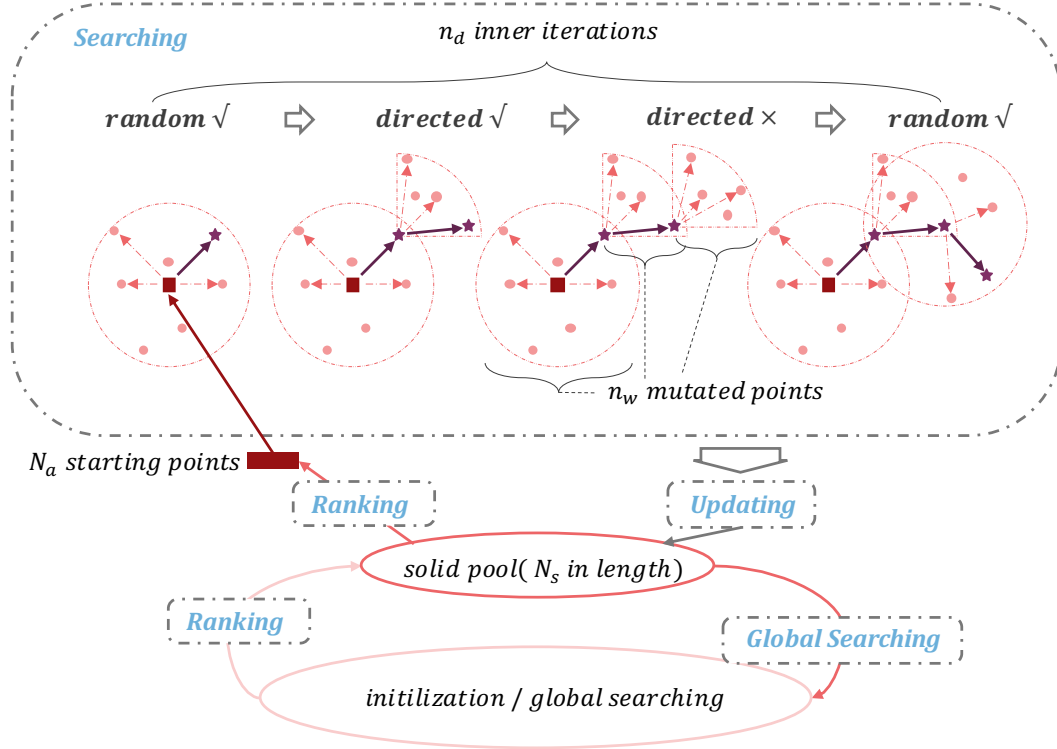 Searching
n_d inner iterations
random √
directed √
directed ×
random √
n_w mutated points
N_a starting points
Ranking
Updating
solid pool( N_s in length)
Ranking
Global Searching
initilization / global searching